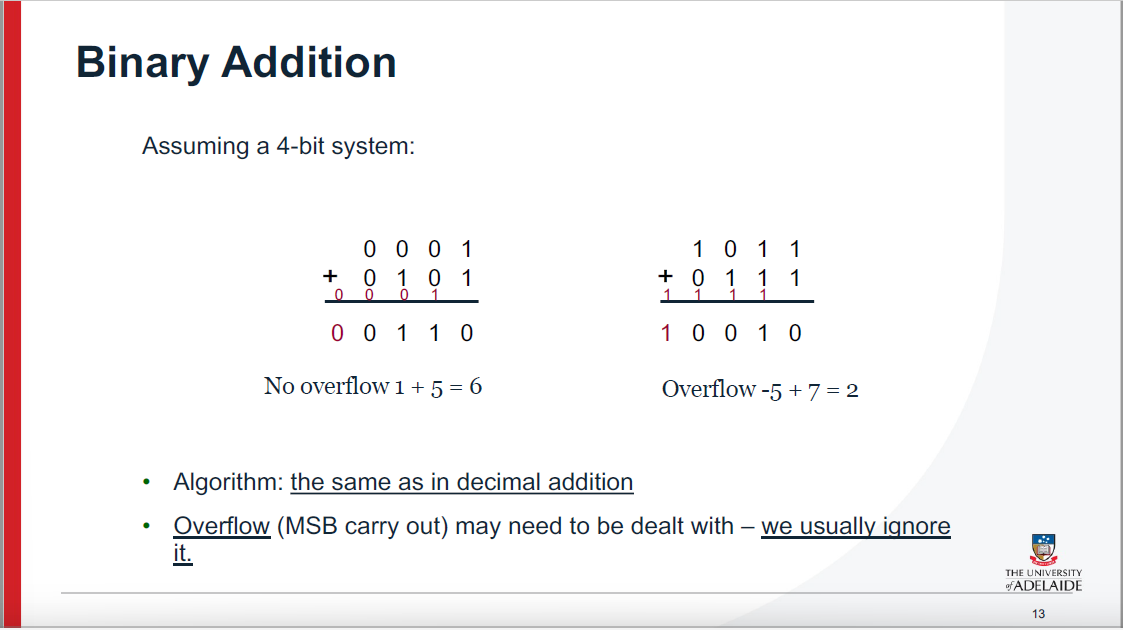 Binary Addition
Assuming a 4-bit system:
0 0 0 1
+ 0 1 0 1
0 0 0 1
0 0 1 1 0
No overflow 1 + 5 = 6
1 0 1 1
+ 0 1 1 1
1 1 1 1
1 0 0 1 0
Overflow -5 + 7 = 2
• Algorithm: the same as in decimal addition
• Overflow (MSB carry out) may need to be dealt with – we usually ignore
it.
THE UNIVERSITY
of ADELAIDE
13